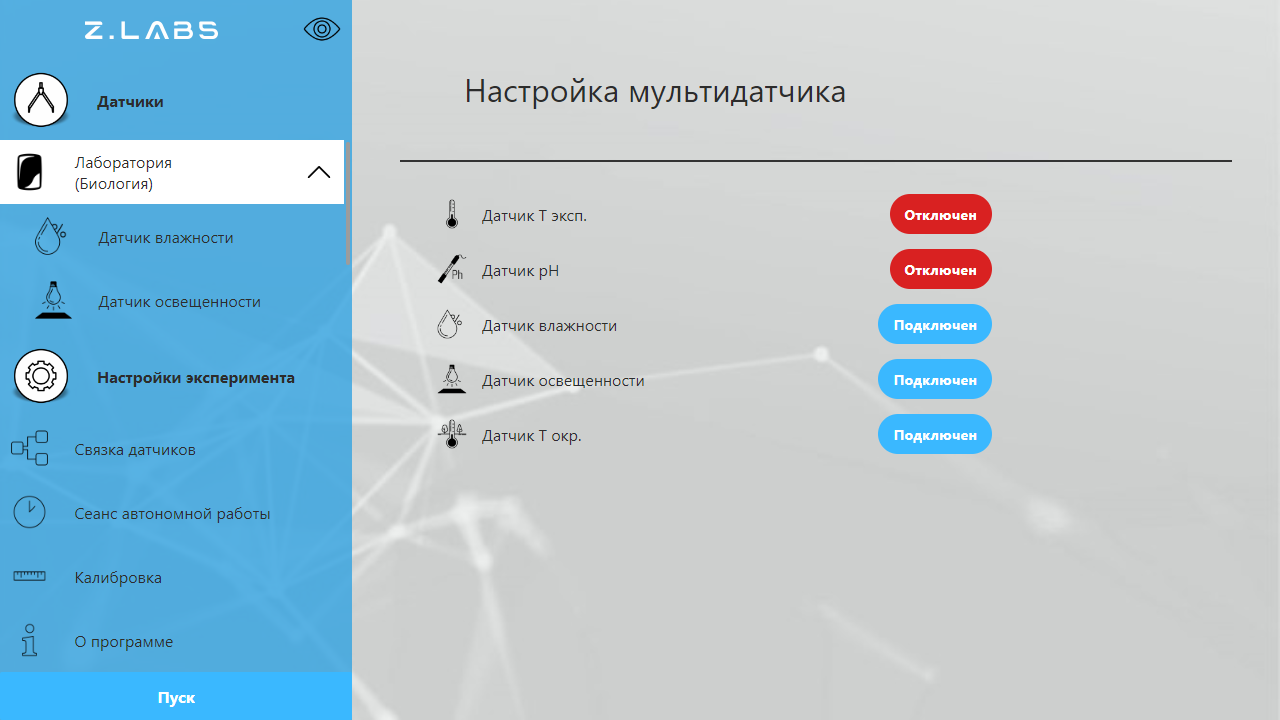 Z.LABS
Датчики
Лаборатория
(Биология)
Датчик влажности
Датчик освещенности
Настройки эксперимента
Связка датчиков
Сеанс автономной работы
Калибровка
О программе
Пуск
Настройка мультидатчика
Датчик Т эксп. Отключен
Ph Датчик pH Отключен
% Датчик влажности Подключен
Датчик освещенности Подключен
Датчик Т окр. Подключен